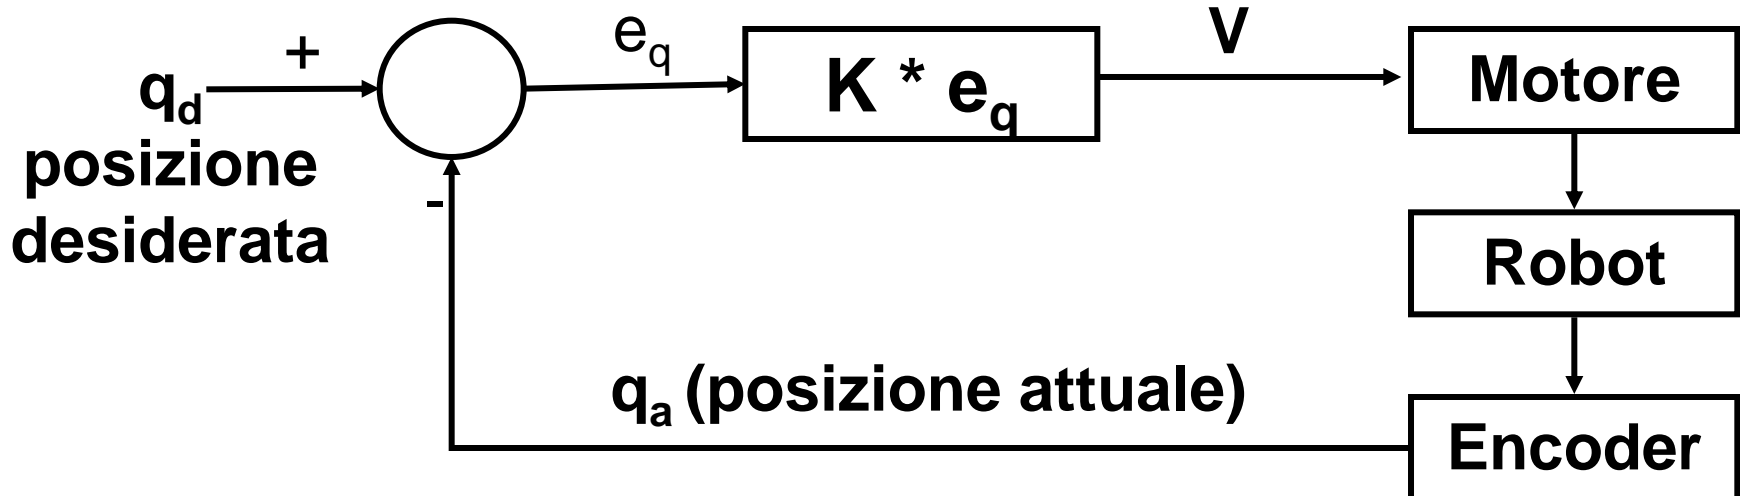 +
e_q
V
K * e_q
Motore
q_d
posizione
desiderata
-
Robot
q_a (posizione attuale)
Encoder